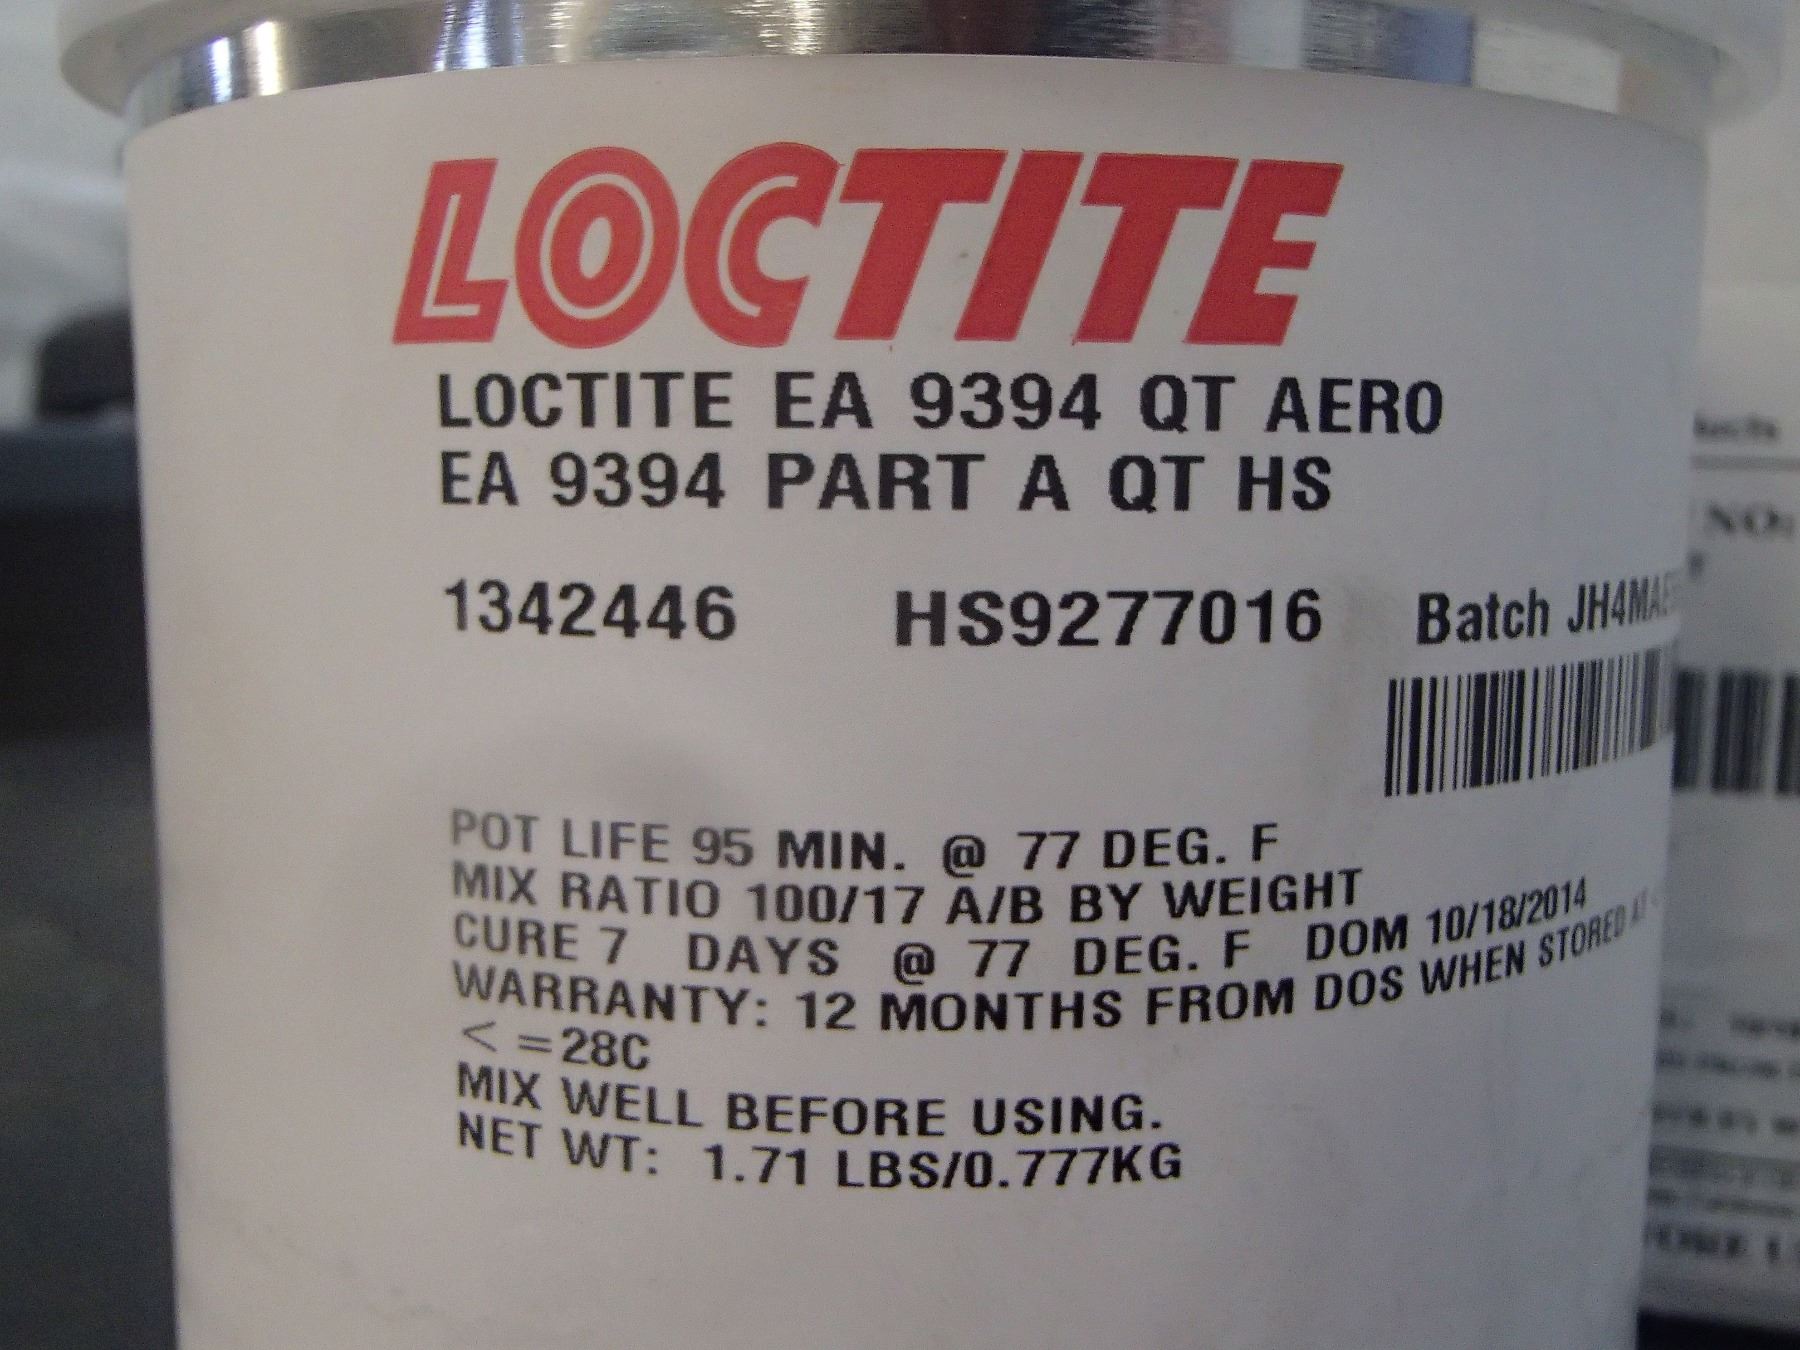 LOCTITE
LOCTITE EA 9394 QT AERO
EA 9394 PART A QT HS
1342446 HS9277016 Batch
POT LIFE 95 MIN. @ 77 DEG. F
MIX RATIO 100/17 A/B BY WEIGHT
CURE 7 DAYS @ 77 DEG. F DOM 10/18/2014
WARRANTY: 12 MONTHS FROM DOS WHEN STORED AT
< =28C
MIX WELL BEFORE USING.
NET WT: 1.71 LBS/0.777KG
NO: